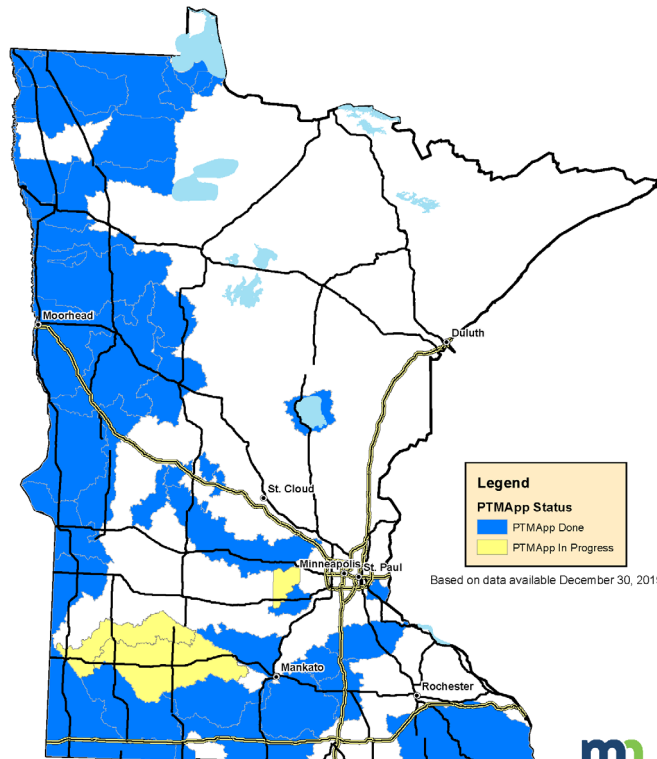 Moorhead
Duluth
St. Cloud
Legend
PTMApp Status
PTMApp Done
PTMApp In Progress
Minneapolis
St. Paul
Based on data available December 30,
Mankato
Rochester
mn